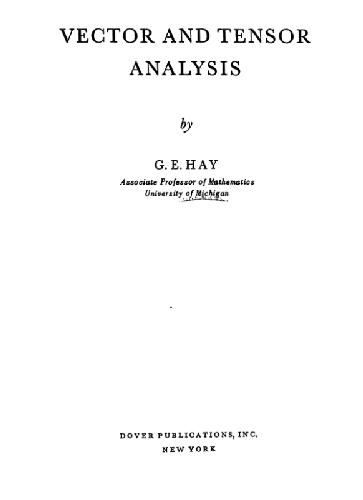 VECTOR AND TENSOR
ANALYSIS
by
G. E. HAY
Associate Professor of Mathematics
University of Michigan
DOVER PUBLICATIONS, INC.
NEW YORK